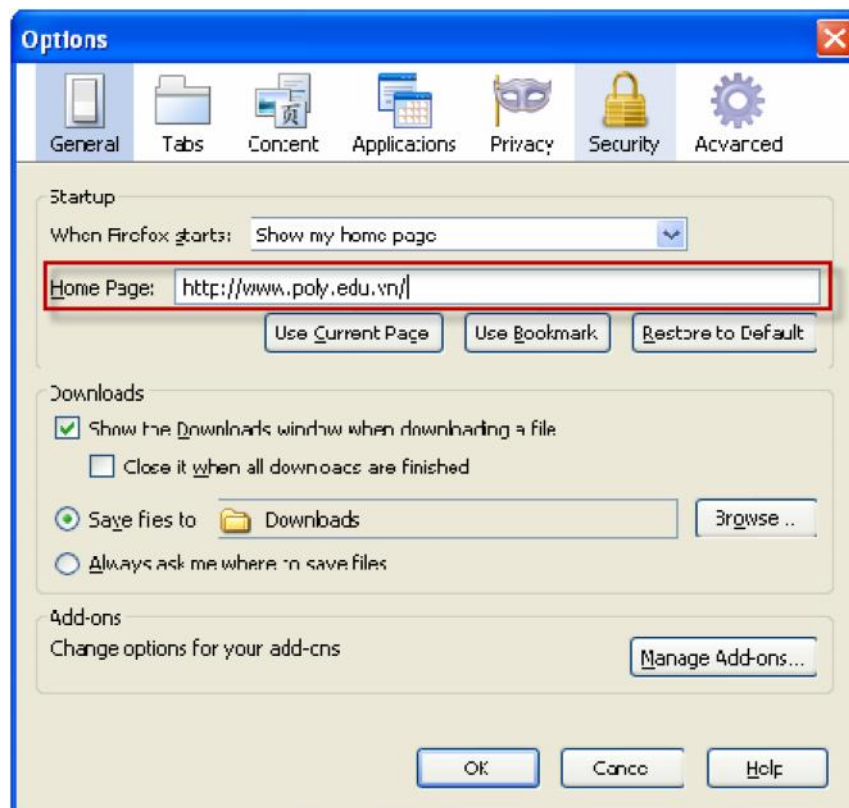 Options
General Tabs Content Applications Privacy Security Advanced
Startup
When Firefox starts: Show my home page
Home Page: http://www.poly.edu.vn/
Use Current Page Use Bookmark Restore to Default
Downloads
Show the Downloads window when downloading a file
Close it when all downloads are finished
Save files to Downloads Browse...
Always ask me where to save files
Add-ons
Change options for your add-ons
Manage Add-ons...
OK Cancel Help
页